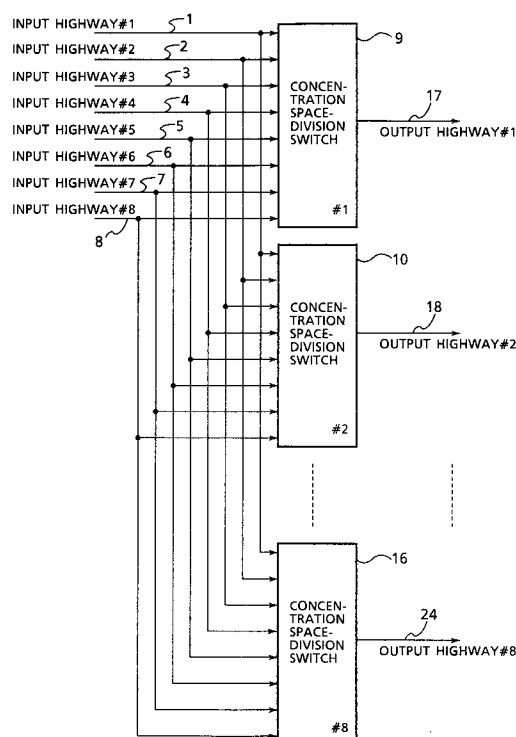 INPUT HIGHWAY#1 1
INPUT HIGHWAY#2 2
INPUT HIGHWAY#3 3
INPUT HIGHWAY#4 4
INPUT HIGHWAY#5 5
INPUT HIGHWAY#6 6
INPUT HIGHWAY#7 7
INPUT HIGHWAY#8
8
9
CONCEN-
TRATION
SPACE-
DIVISION
SWITCH
#1
17
OUTPUT HIGHWAY#1
10
CONCEN-
TRATION
SPACE-
DIVISION
SWITCH
#2
18
OUTPUT HIGHWAY#2
16
CONCEN-
TRATION
SPACE-
DIVISION
SWITCH
#8
24
OUTPUT HIGHWAY#8